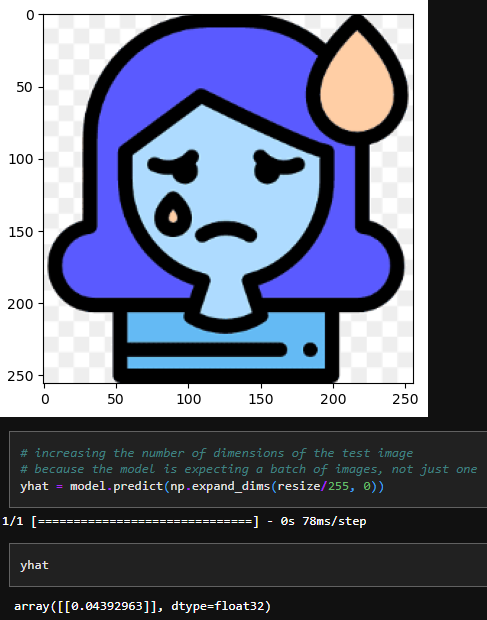 0
50
100
150
200
250
0 50 100 150 200 250
# increasing the number of dimensions of the test image
# because the model is expecting a batch of images, not just one
yhat = model.predict(np.expand_dims(resize/255, 0))
1/1 [==============================] - 0s 78ms/step
yhat
array([[0.04392963]], dtype=float32)